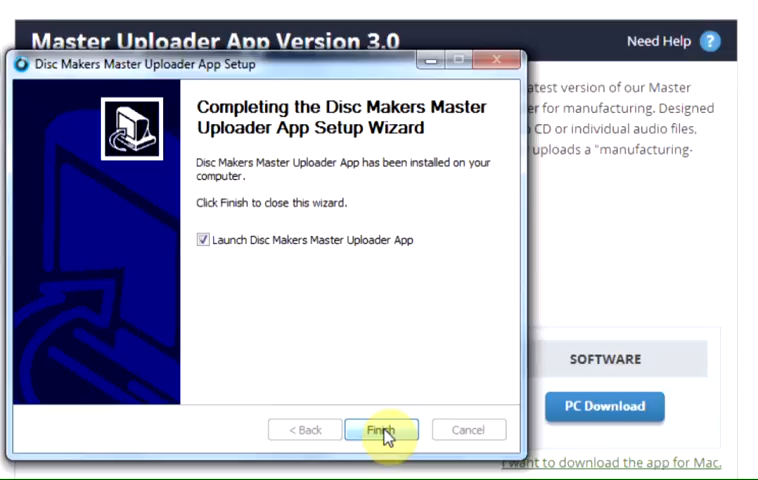 Master Uploader App Version 3.0
Need Help ?
Disc Makers Master Uploader App Setup
atest version of our Master
er for manufacturing. Designed
CD or individual audio files,
uploads a "manufacturing-
Completing the Disc Makers Master
Uploader App Setup Wizard
Disc Makers Master Uploader App has been installed on your
computer.
Click Finish to close this wizard.
Launch Disc Makers Master Uploader App
SOFTWARE
PC Download
< Back
Finish
Cancel
I want to download the app for Mac.